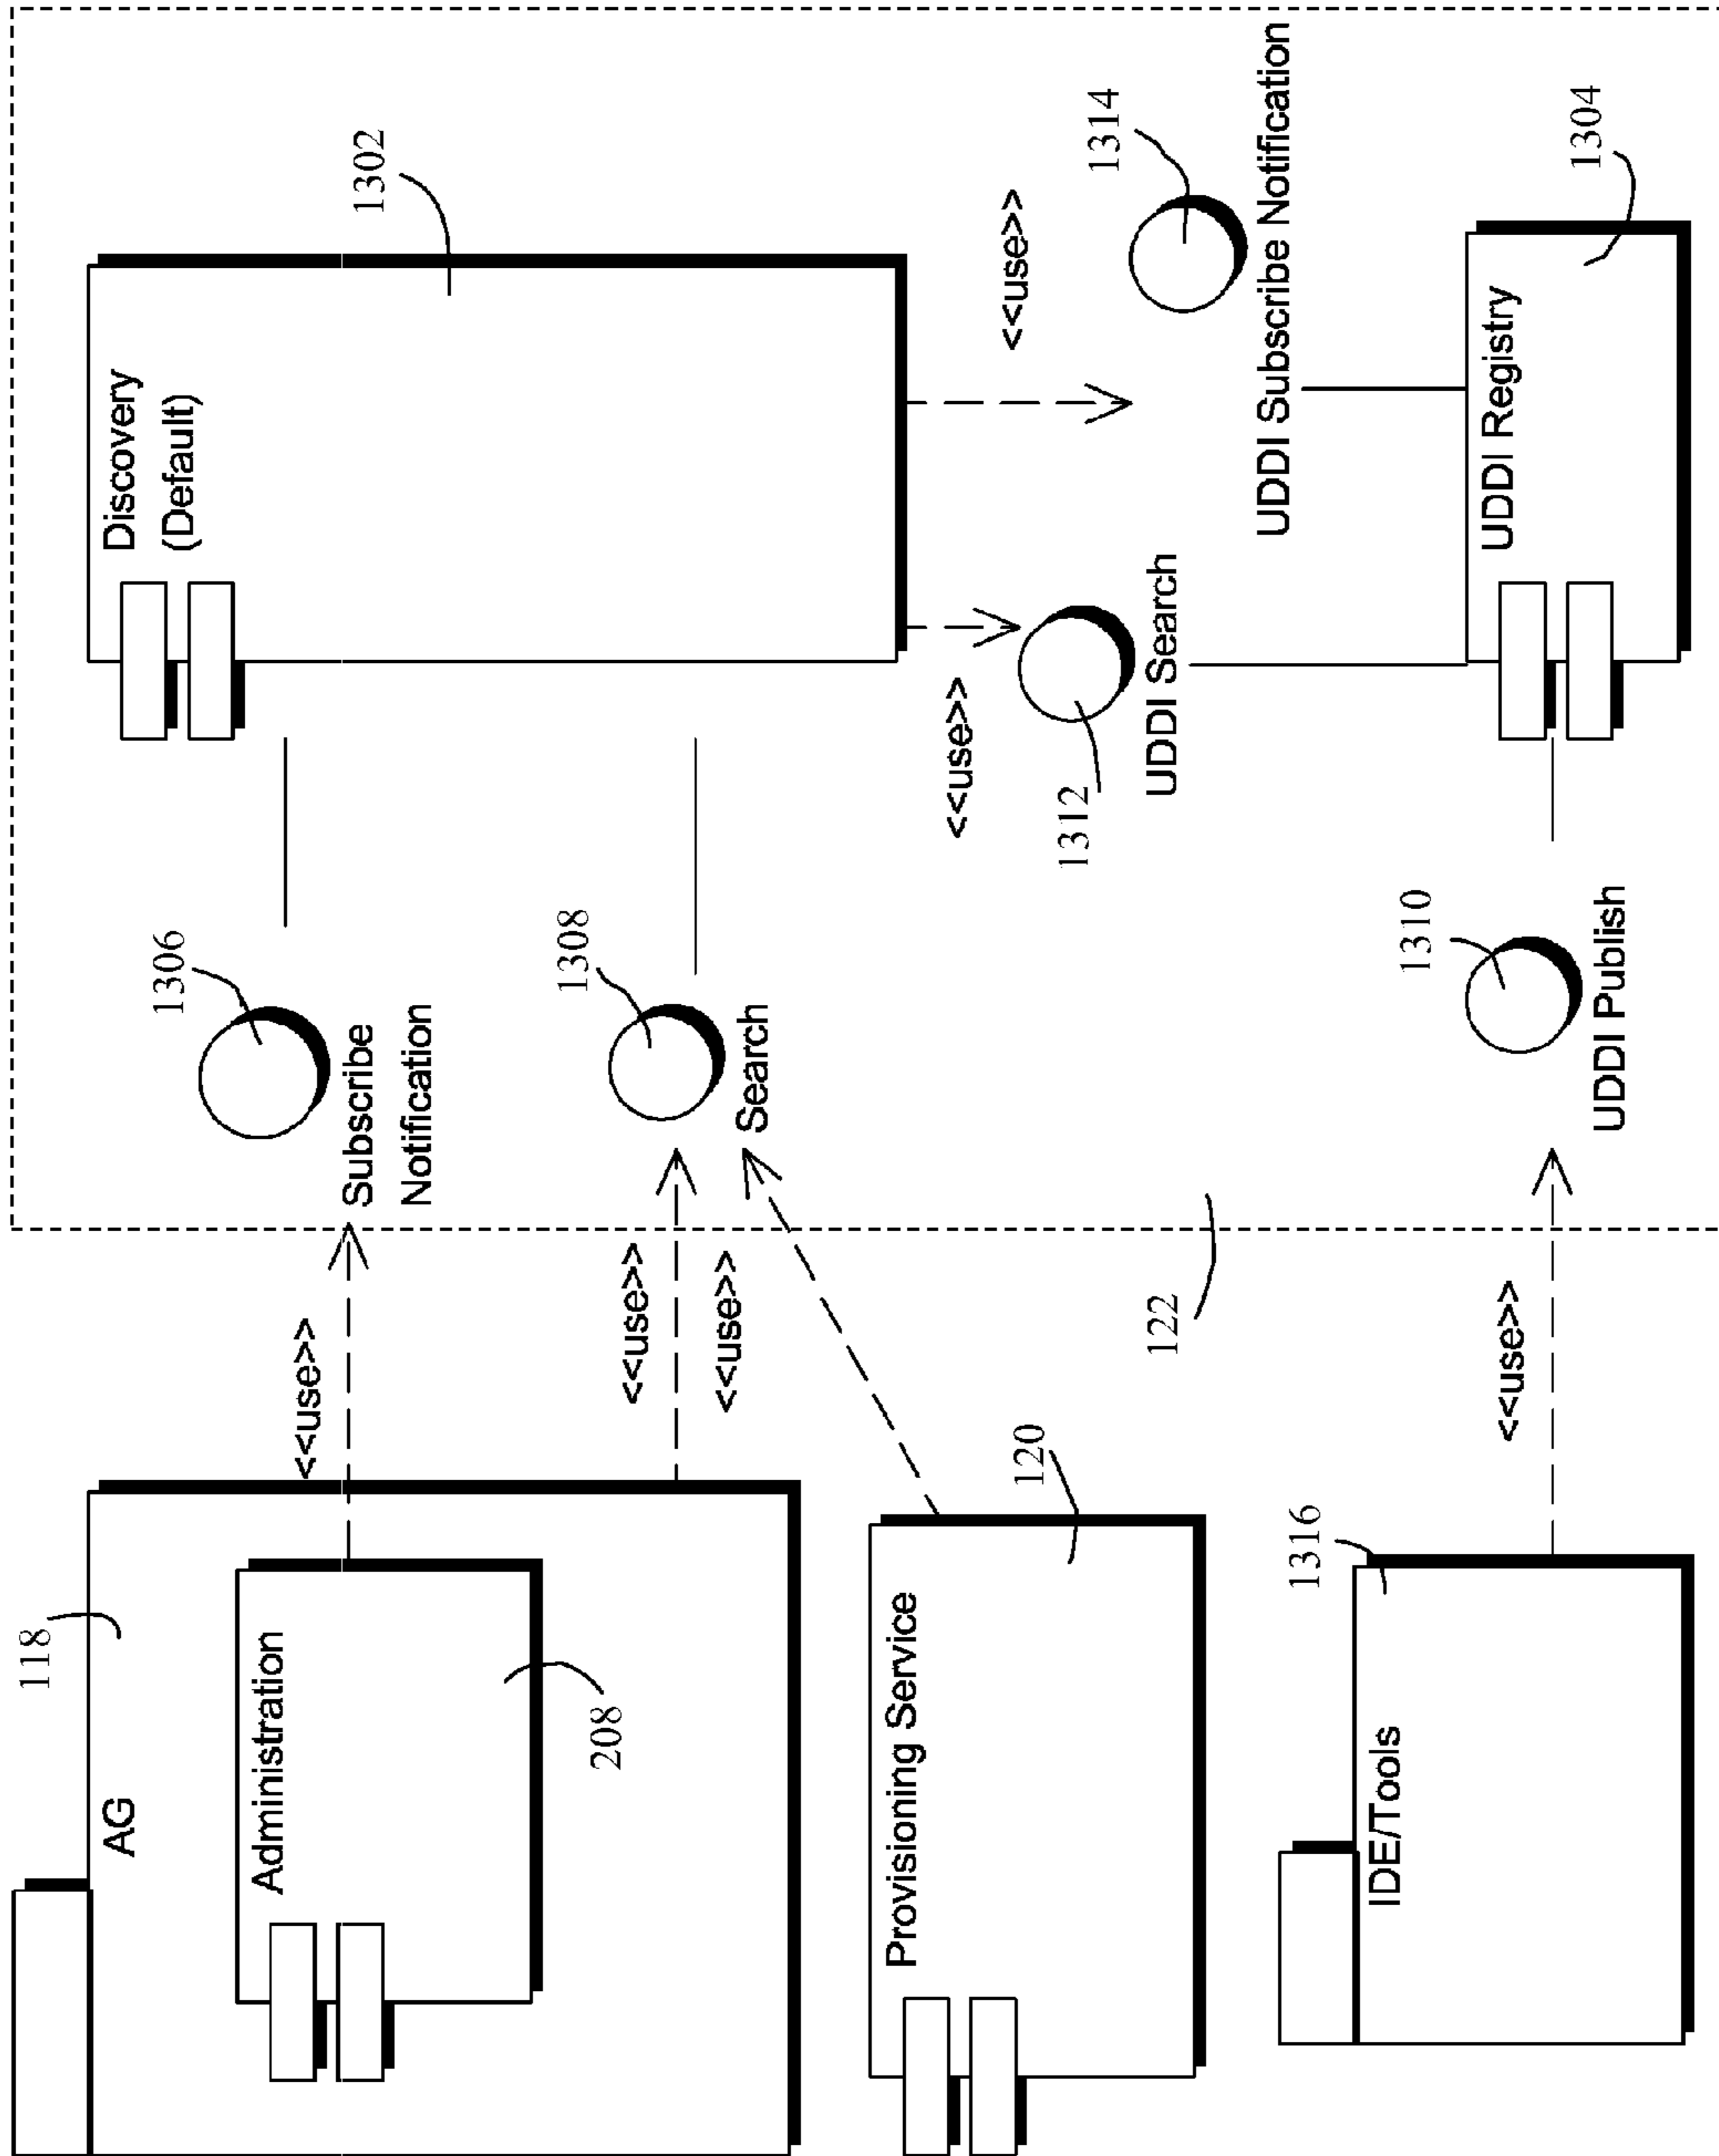 118
AG
Administration
208
<<use>>
<<use>>
<<use>>
Provisioning Service
120
1316
IDE/Tools
<<use>>
122
1306
Subscribe
Notification
1308
Search
1310
UDDI Publish
Discovery
(Default)
1302
<<use>>
<<use>>
1312
UDDI Search
1314
UDDI Subscribe Notification
UDDI Registry
1304